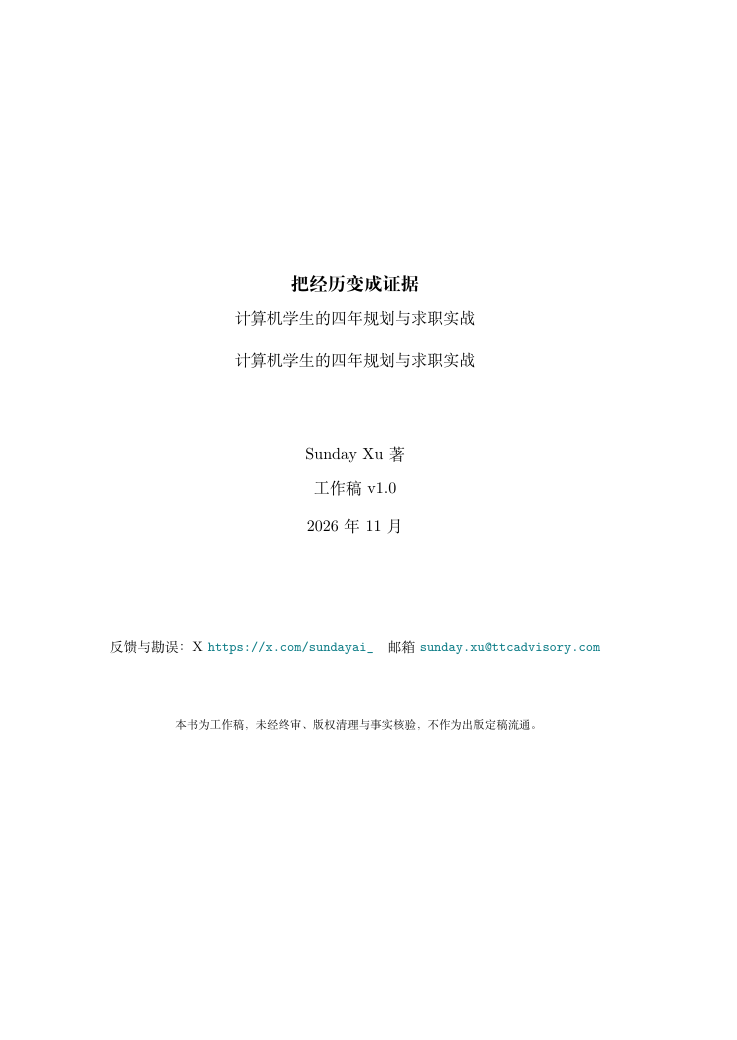 把经历变成证据
计算机学生的四年规划与求职实战
计算机学生的四年规划与求职实战
Sunday Xu 著
工作稿 v1.0
2026 年 11 月
反馈与勘误：X https://x.com/sundayai_ 邮箱 sunday.xu@ttcadvisory.com
本书为工作稿，未经终审、版权清理与事实核验，不作为出版定稿流通。